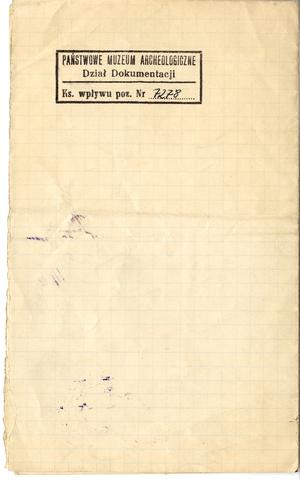 PAŃSTWOWE MUZEUM ARCHEOLOGICZNE
Dział Dokumentacji
Ks. wpływu poz. Nr 7278